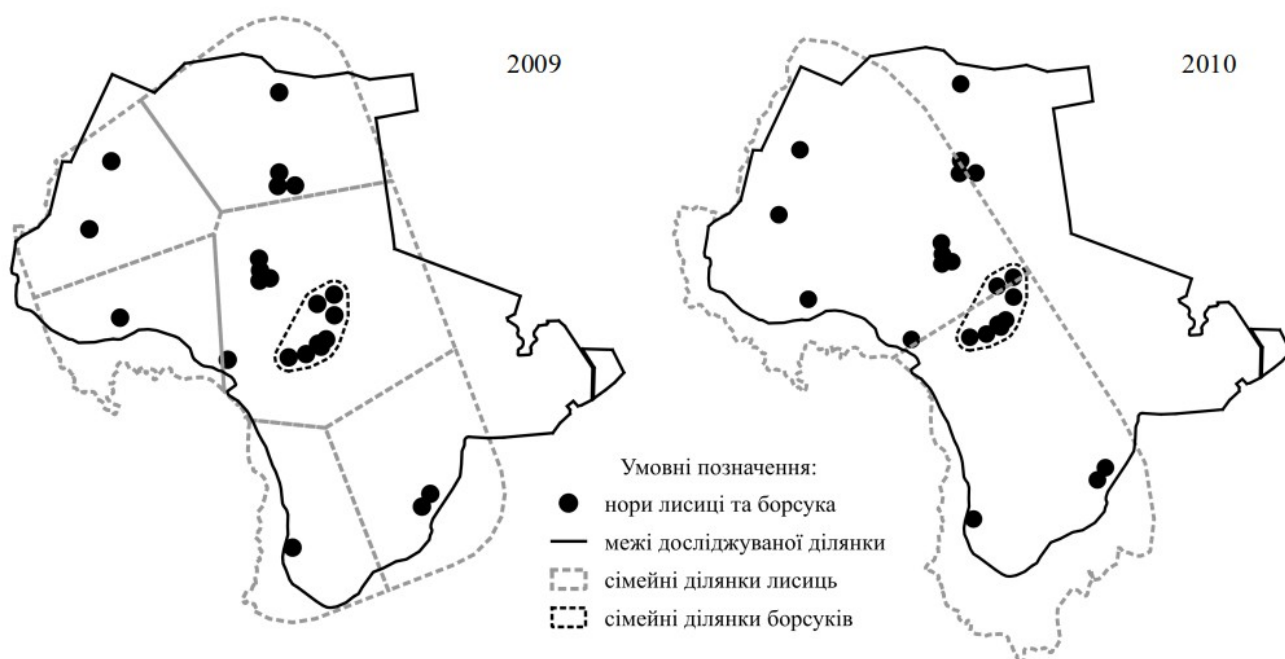 2009
2010
Умовні позначення:
нори лисиці та борсука
межі досліджуваної ділянки
сімейні ділянки лисиць
сімейні ділянки борсуків